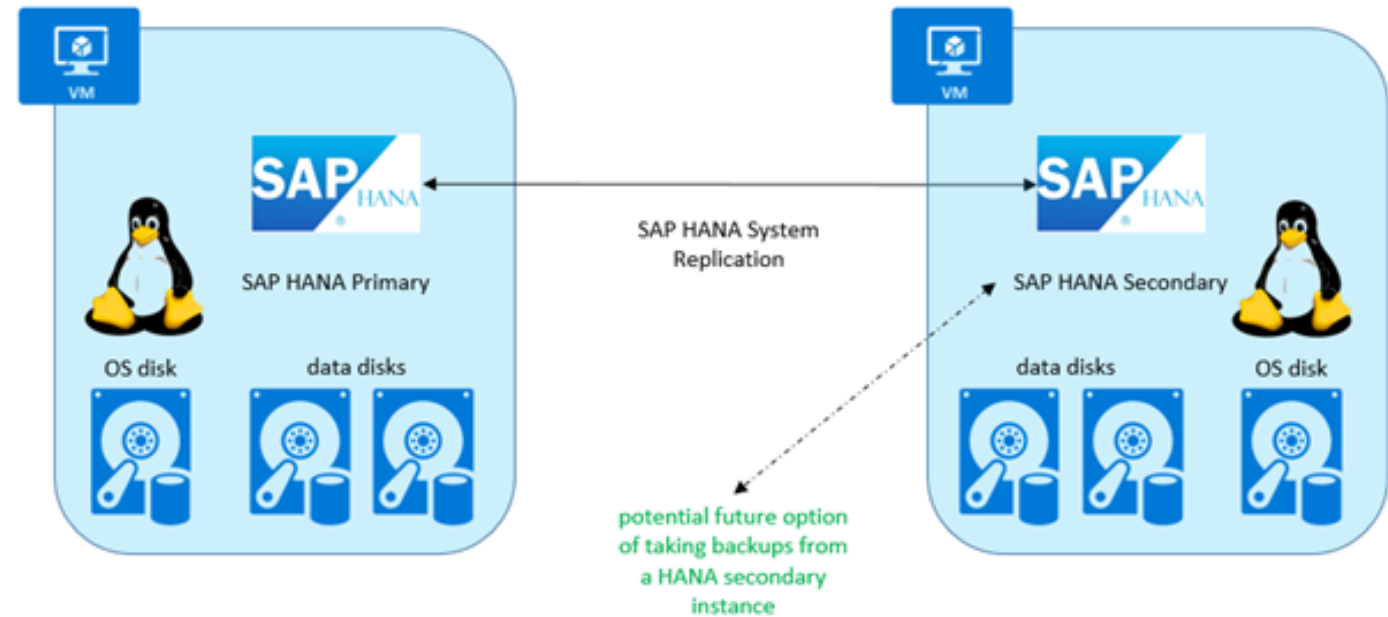 VM
VM
SAP
HANA
®
SAP
HANA
®
SAP HANA System
Replication
SAP HANA Primary
SAP HANA Secondary
OS disk
data disks
data disks
OS disk
potential future option
of taking backups from
a HANA secondary
instance